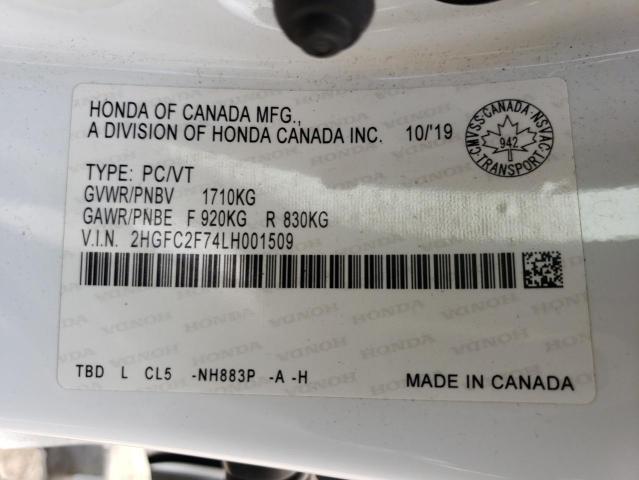 HONDA OF CANADA MFG.,
A DIVISION OF HONDA CANADA INC. 10/'19
CMVSS·CANADA·NSVAC
942
TRANSPORT
TYPE: PC/VT
GVWR/PNBV 1710KG
GAWR/PNBE F 920KG R 830KG
V.I.N. 2HGFC2F74LH001509
TBD L CL5 -NH883P -A -H
MADE IN CANADA